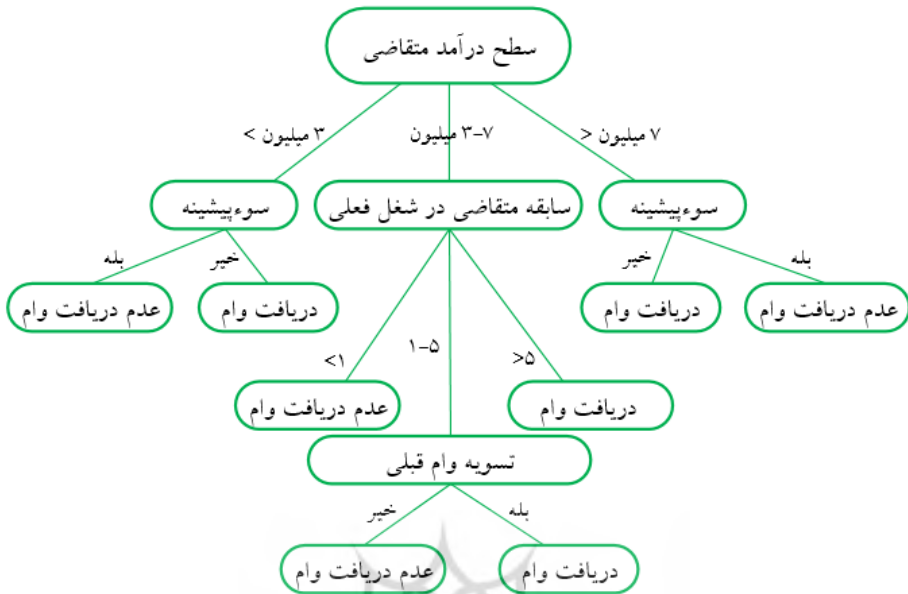 سطح درآمد متقاضی
۷ میلیون <
۳-۷ میلیون
۳ میلیون >
سوءپیشینه
سابقه متقاضی در شغل فعلی
سوءپیشینه
بله
خیر
خیر
بله
عدم دریافت وام
دریافت وام
دریافت وام
عدم دریافت وام
<۵
۱-۵
<۱
دریافت وام
عدم دریافت وام
تسویه وام قبلی
بله
خیر
دریافت وام
عدم دریافت وام